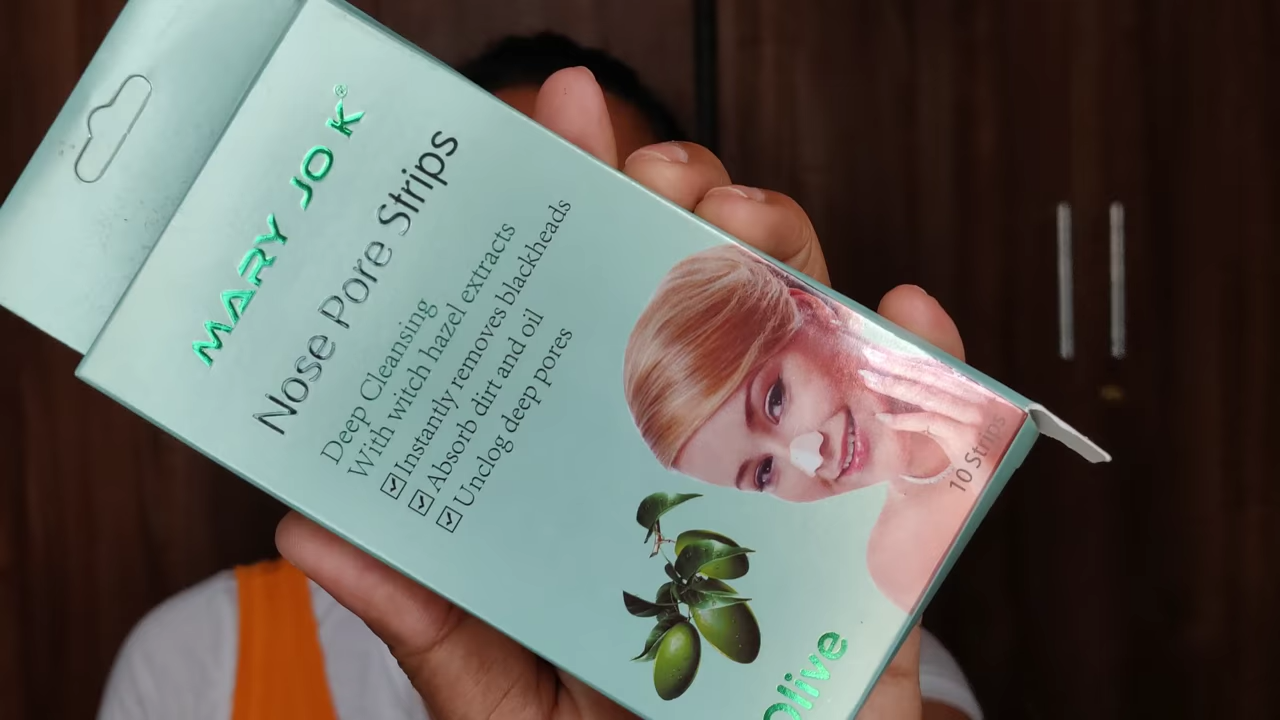 MARY JO K®
Nose Pore Strips
Deep Cleansing
With witch hazel extracts
☑ Instantly removes blackheads
☑ Absorb dirt and oil
☑ Unclog deep pores
10 Strips
Olive